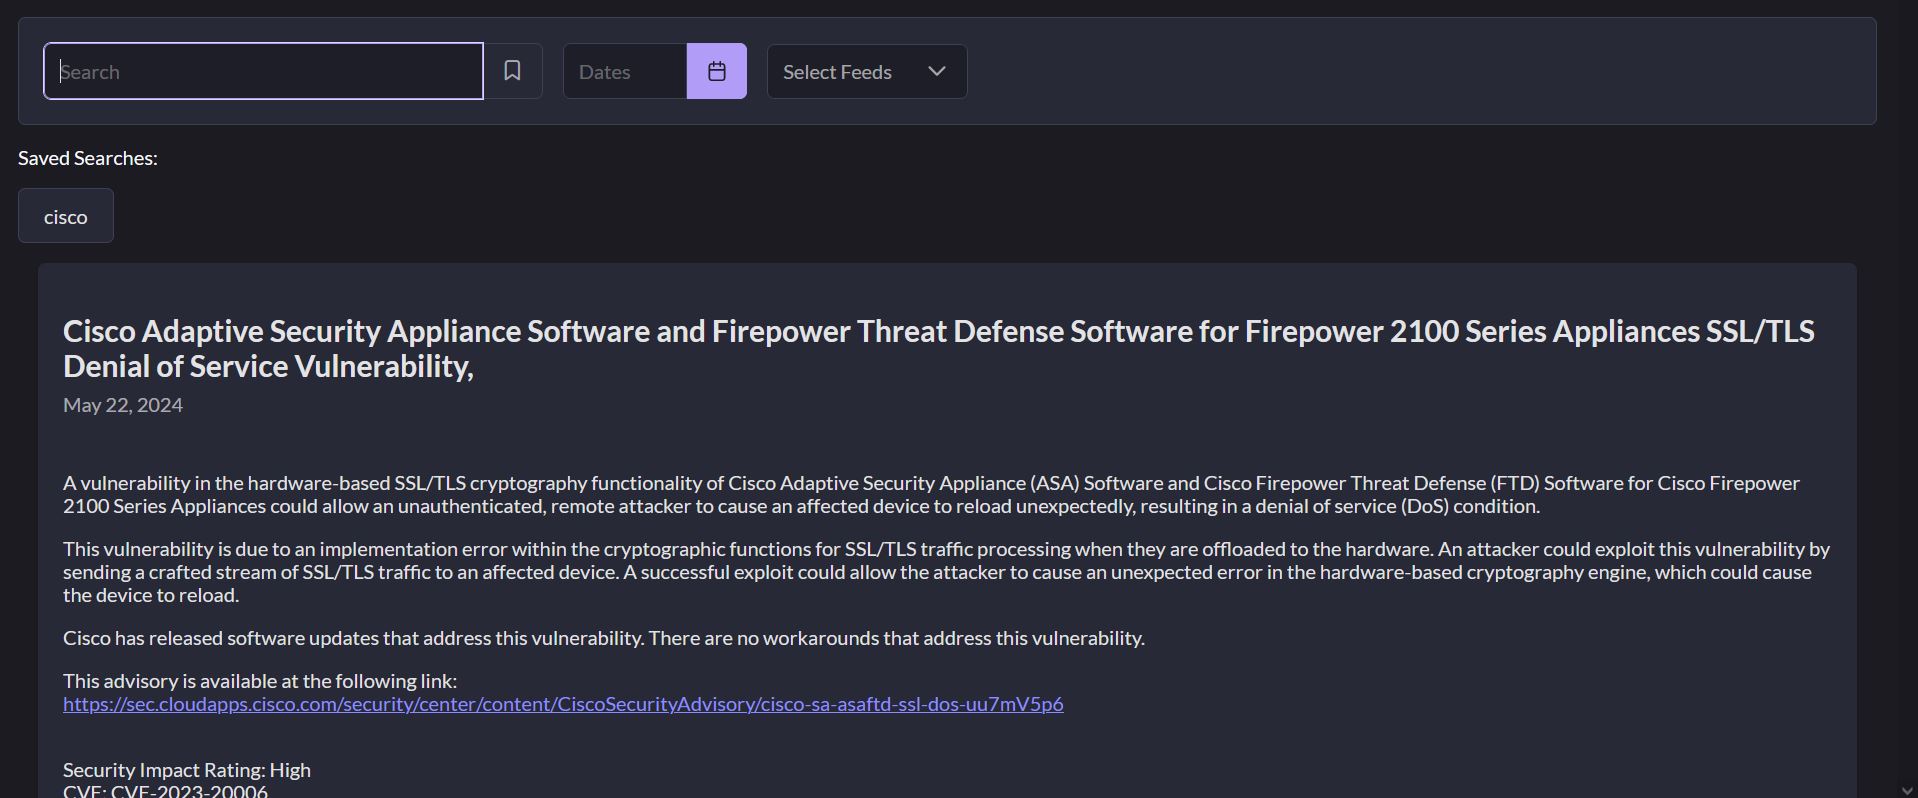 Search
Dates
Select Feeds
Saved Searches:
cisco
Cisco Adaptive Security Appliance Software and Firepower Threat Defense Software for Firepower 2100 Series Appliances SSL/TLS
Denial of Service Vulnerability,
May 22, 2024
A vulnerability in the hardware-based SSL/TLS cryptography functionality of Cisco Adaptive Security Appliance (ASA) Software and Cisco Firepower Threat Defense (FTD) Software for Cisco Firepower
2100 Series Appliances could allow an unauthenticated, remote attacker to cause an affected device to reload unexpectedly, resulting in a denial of service (DoS) condition.
This vulnerability is due to an implementation error within the cryptographic functions for SSL/TLS traffic processing when they are offloaded to the hardware. An attacker could exploit this vulnerability by
sending a crafted stream of SSL/TLS traffic to an affected device. A successful exploit could allow the attacker to cause an unexpected error in the hardware-based cryptography engine, which could cause
the device to reload.
Cisco has released software updates that address this vulnerability. There are no workarounds that address this vulnerability.
This advisory is available at the following link:
https://sec.cloudapps.cisco.com/security/center/content/CiscoSecurityAdvisory/cisco-sa-asaftd-ssl-dos-uu7mV5p6
Security Impact Rating: High
CVE: CVE-2023-20006